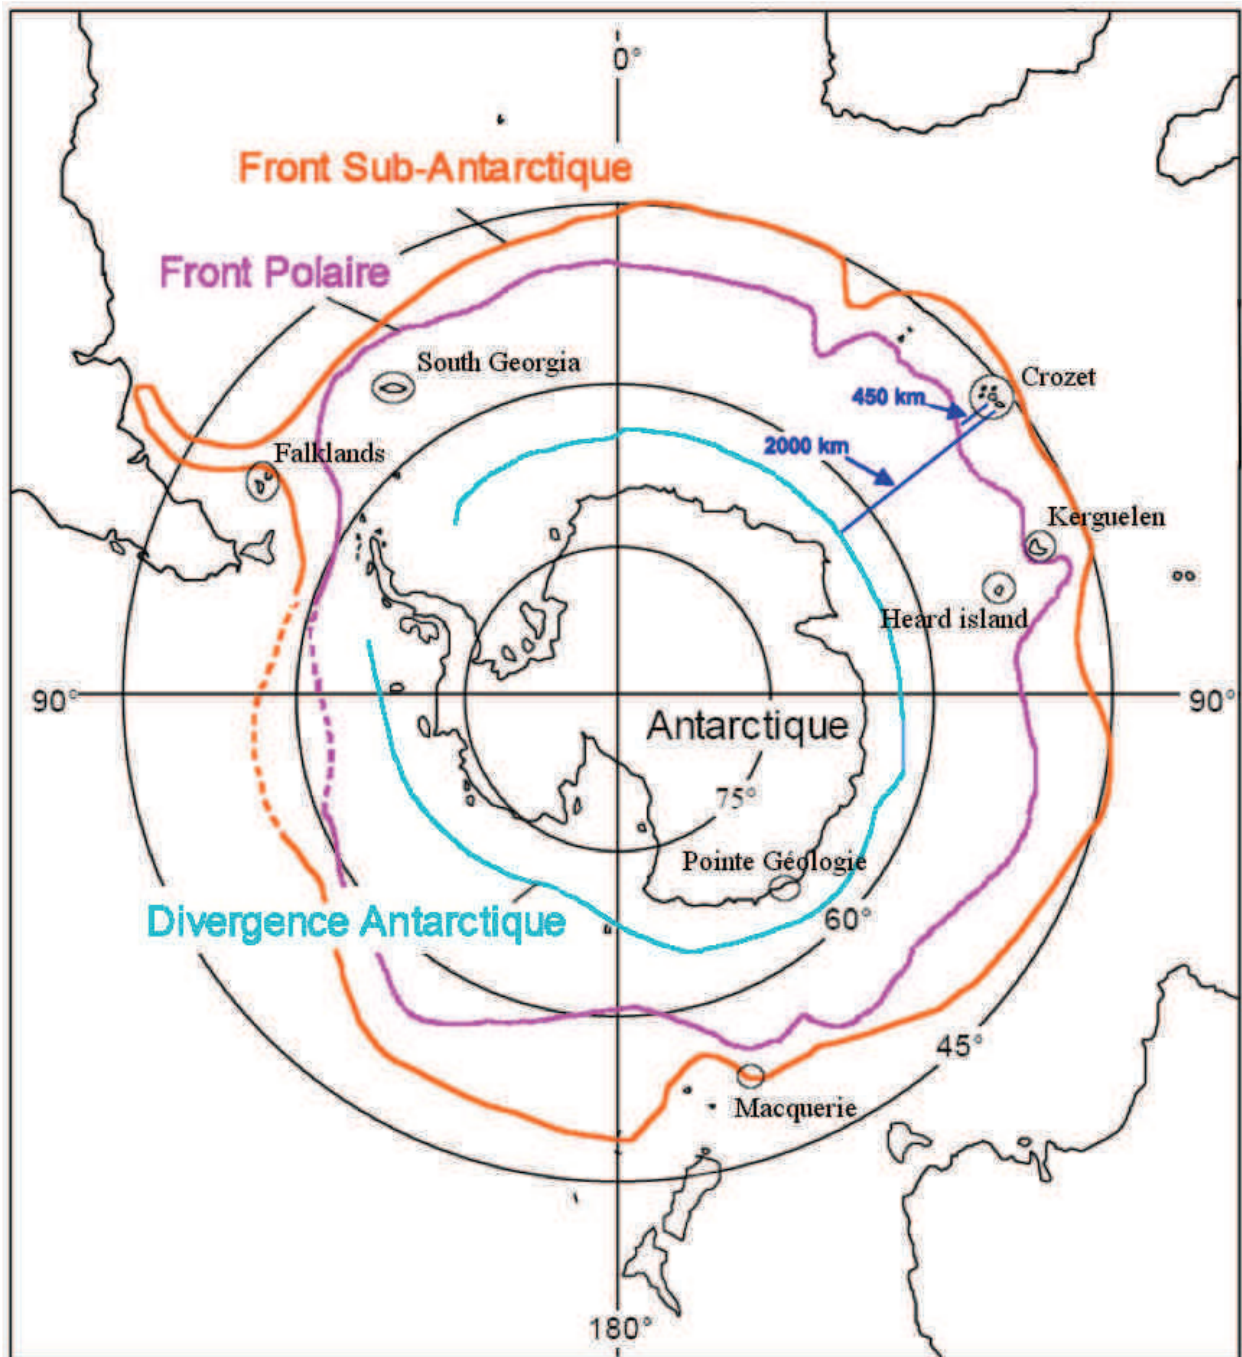 0°
Front Sub-Antarctique
Front Polaire
South Georgia
Crozet
450 km
2000 km
Falklands
Kerguelen
Heard island
90°
90°
Antarctique
75°
Pointe Géologie
Divergence Antarctique
60°
45°
Macquerie
180°